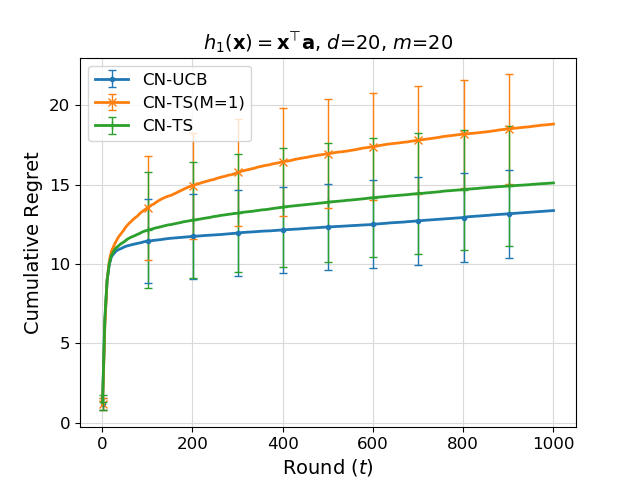 h₁(𝐱) = 𝐱⊤𝐚, d=20, m=20
CN-UCB
CN-TS(M=1)
CN-TS
Cumulative Regret
20
15
10
5
0
0 200 400 600 800 1000
Round (t)